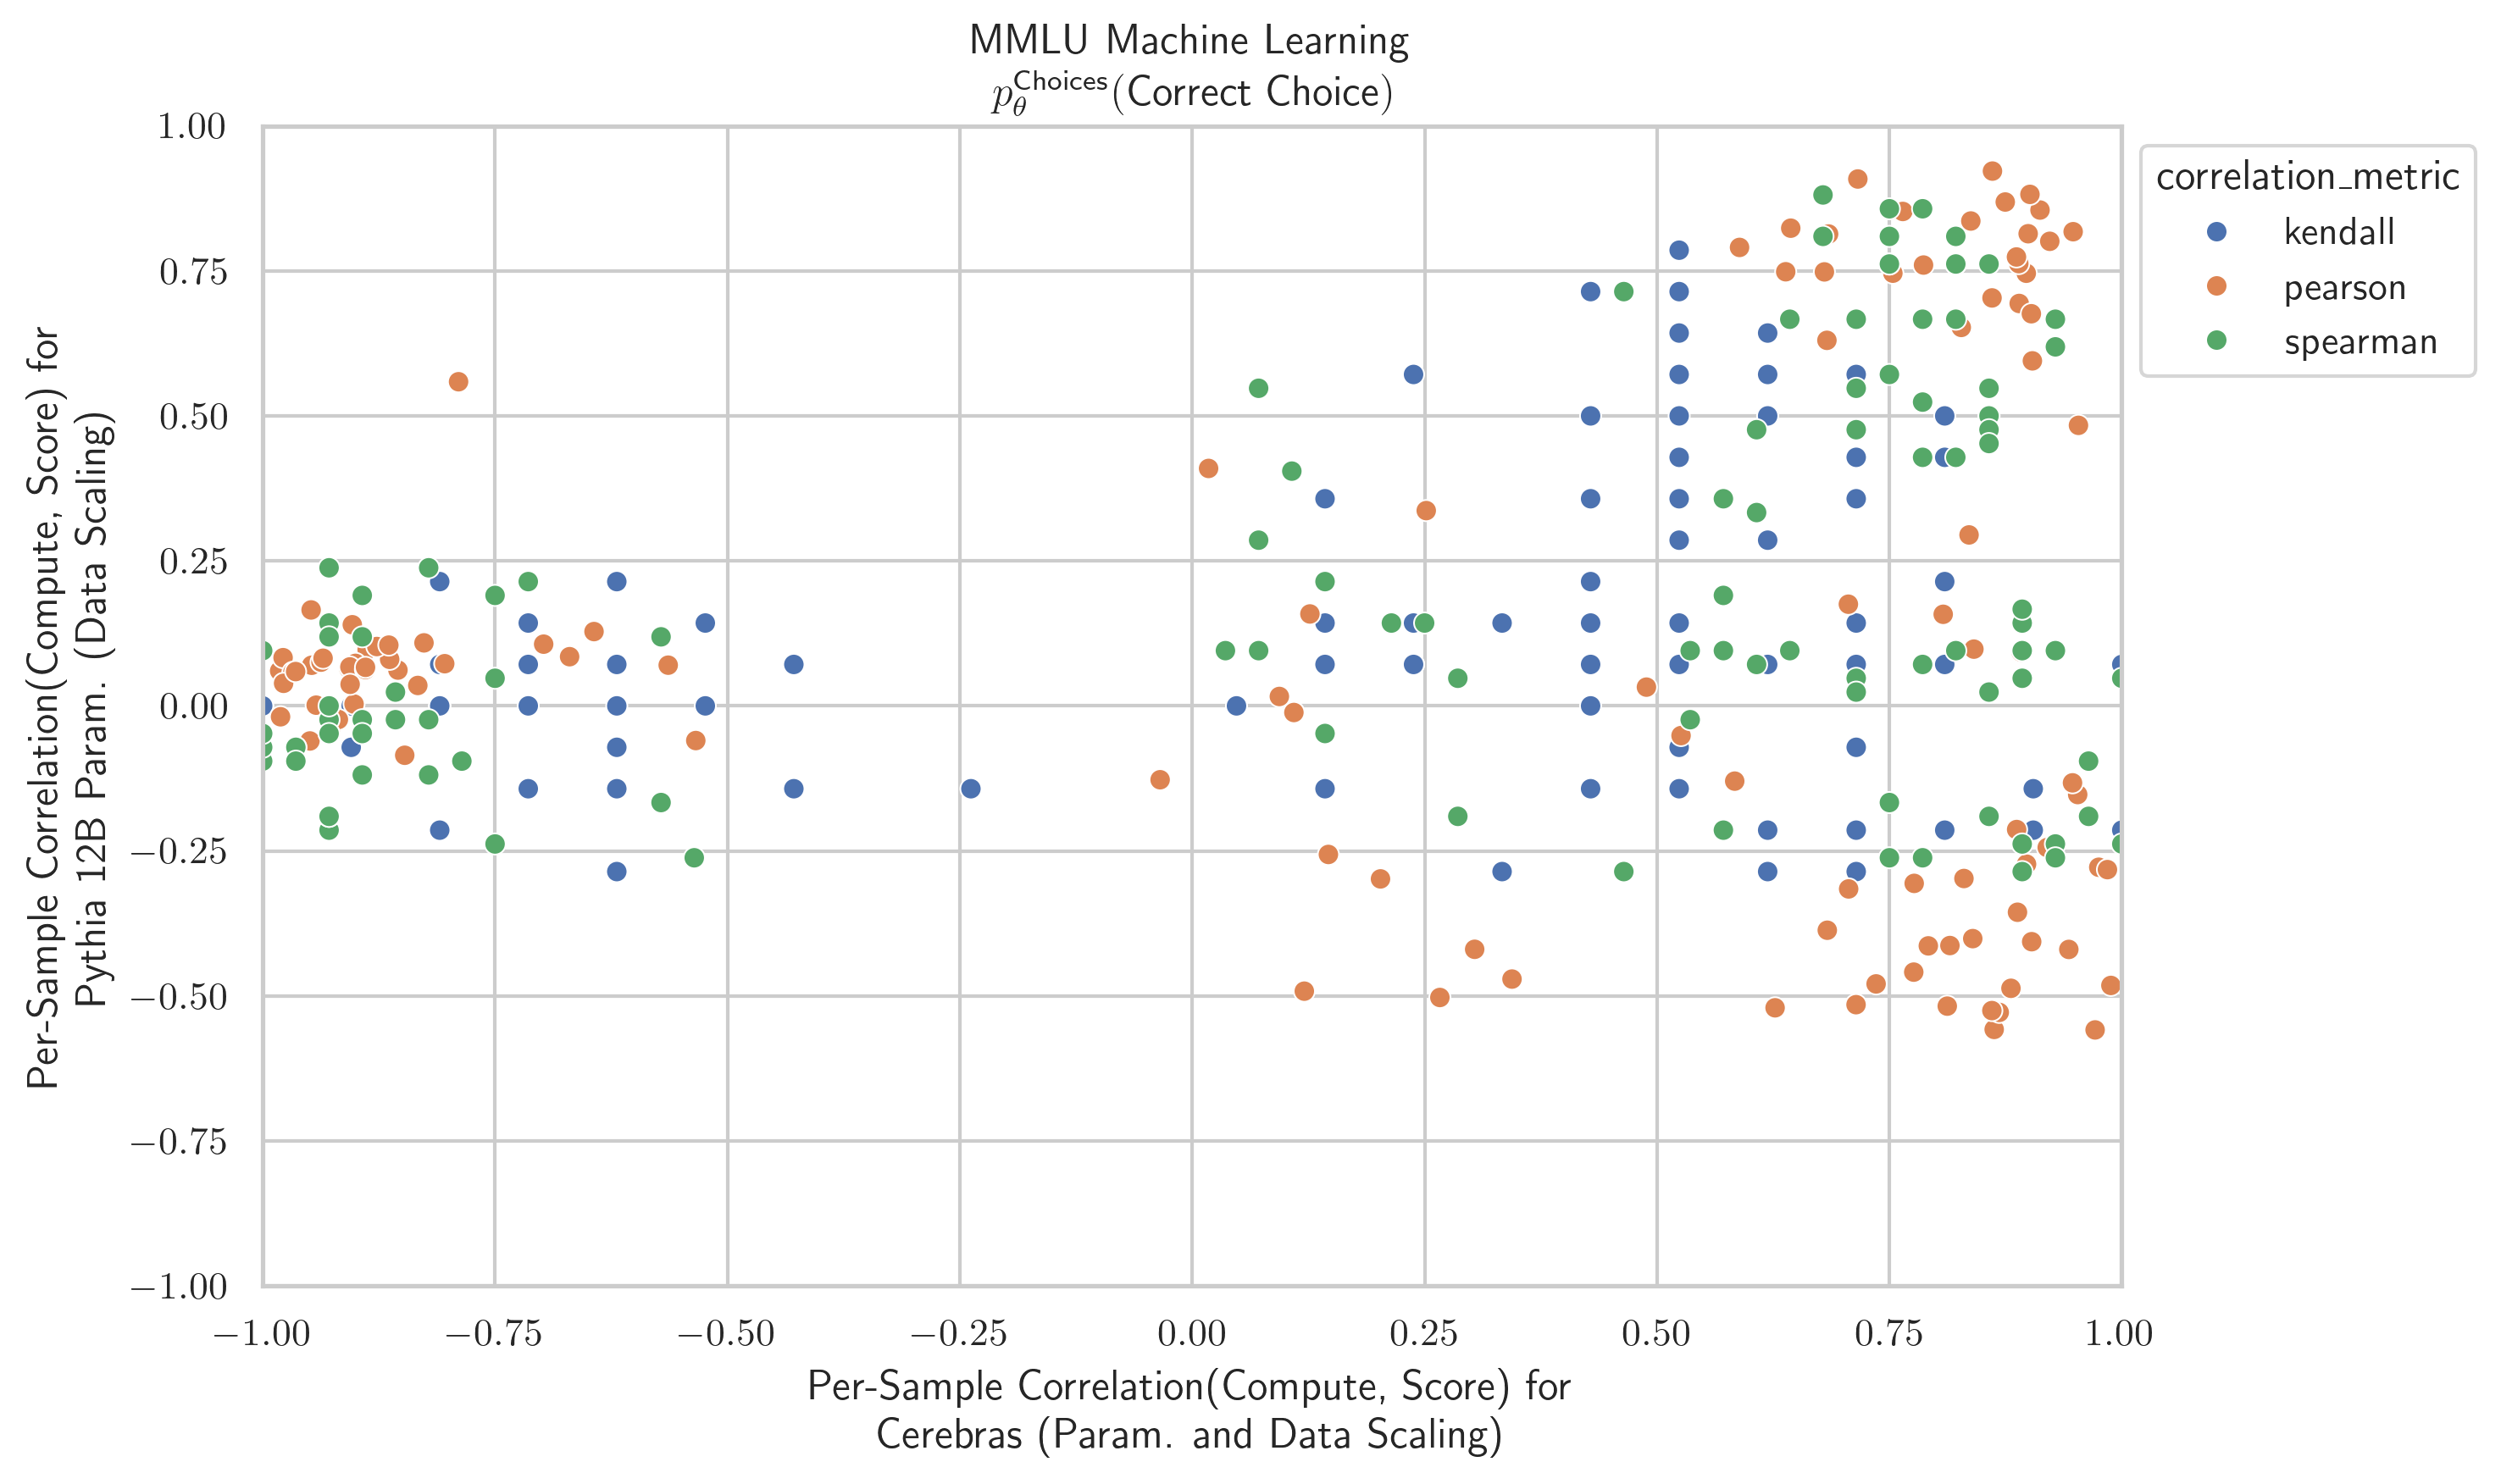 MMLU Machine Learning
p_θ^Choices(Correct Choice)
1.00
0.75
0.50
0.25
0.00
−0.25
−0.50
−0.75
−1.00
Per-Sample Correlation(Compute, Score) for
Pythia 12B Param. (Data Scaling)
−1.00 −0.75 −0.50 −0.25 0.00 0.25 0.50 0.75 1.00
Per-Sample Correlation(Compute, Score) for
Cerebras (Param. and Data Scaling)
correlation_metric
kendall
pearson
spearman